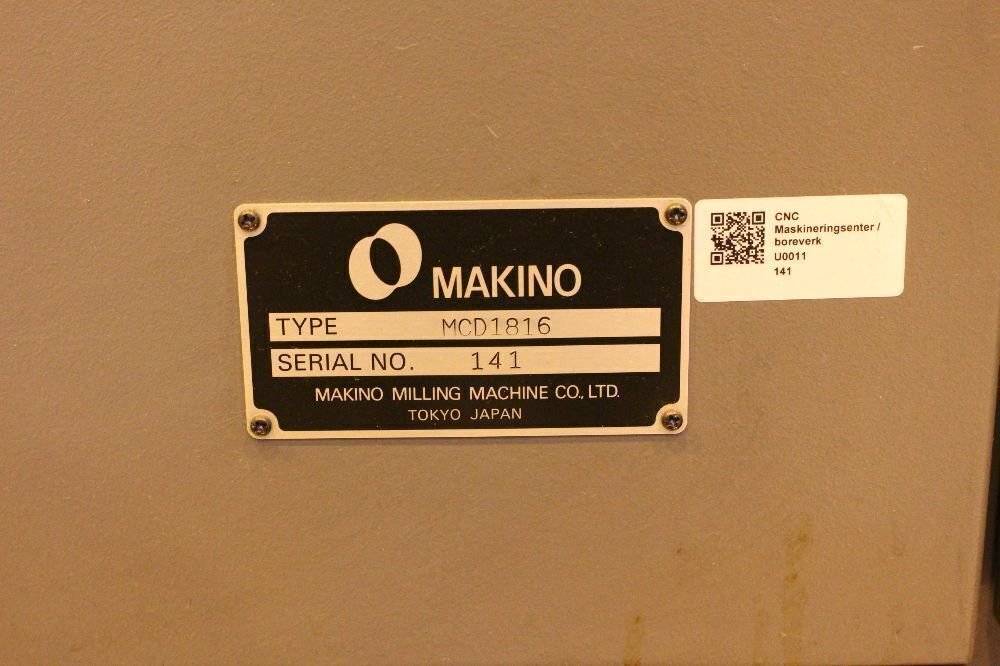 MAKINO
TYPE MCD1816
SERIAL NO. 141
MAKINO MILLING MACHINE CO., LTD.
TOKYO JAPAN
CNC
Maskineringsenter /
boreverk
U0011
141